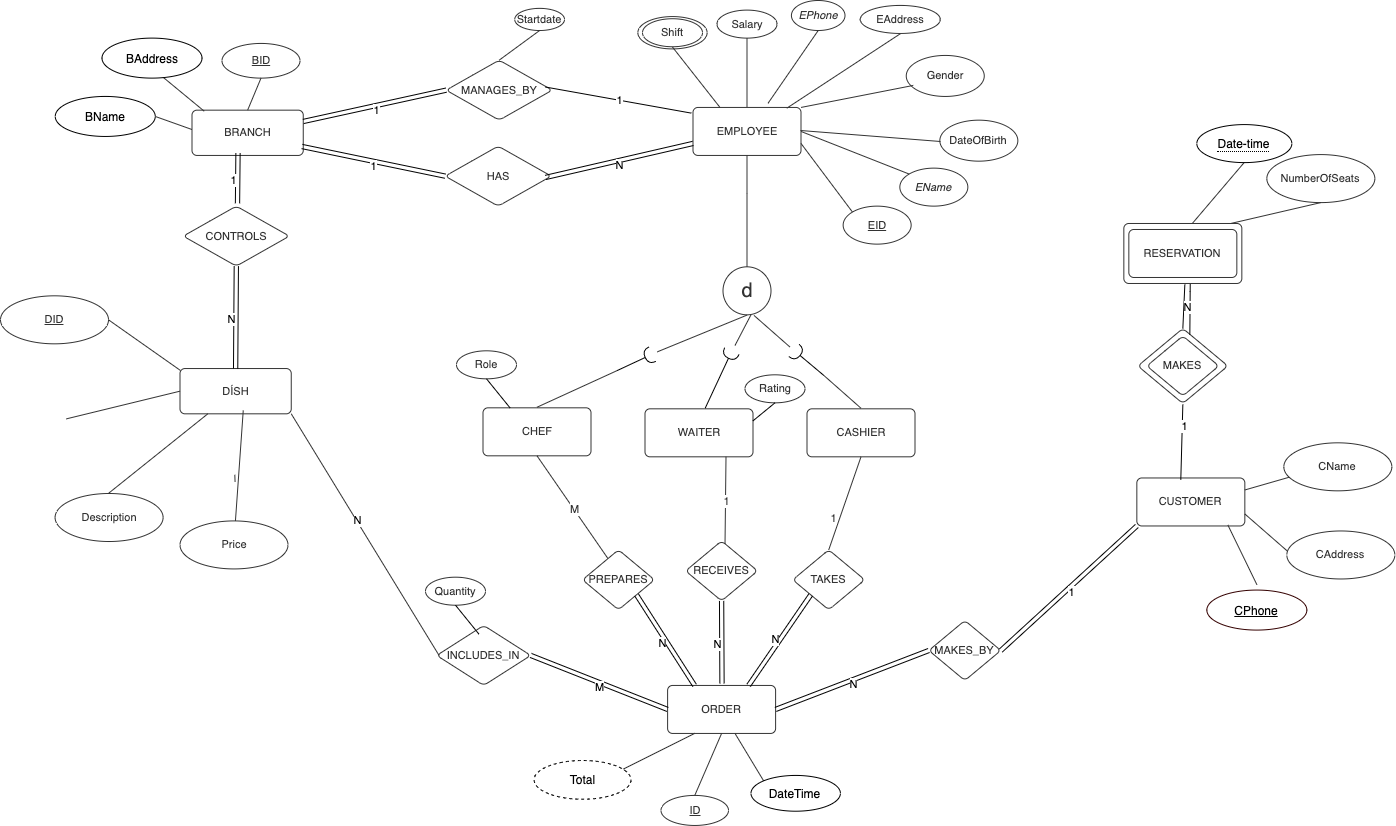 Startdate
Shift
Salary
EPhone
EAddress
BAddress
BID
Gender
MANAGES_BY
1
1
BName
BRANCH
EMPLOYEE
DateOfBirth
Date-time
1
HAS
N
EName
NumberOfSeats
1
EID
CONTROLS
RESERVATION
d
N
DID
N
MAKES
Role
Rating
DİSH
CHEF
WAITER
CASHIER
1
CName
I
CUSTOMER
M
1
1
Description
N
Price
CAddress
PREPARES
RECEIVES
TAKES
Quantity
1
CPhone
N
N
N
INCLUDES_IN
MAKES_BY
M
N
ORDER
Total
ID
DateTime